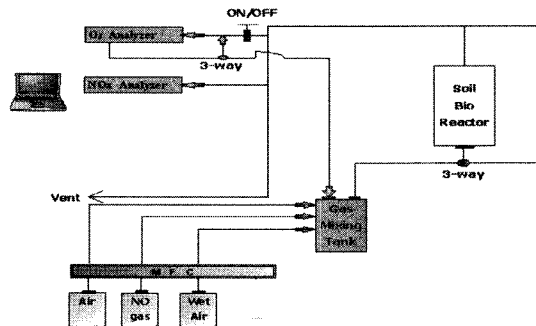 ON/OFF
O₃ Analyzer
3-way
NOx Analyzer
Soil
Bio
Reactor
3-way
Vent
Gas
Mixing
Tank
M F C
Air
NO
gas
Wet
Air